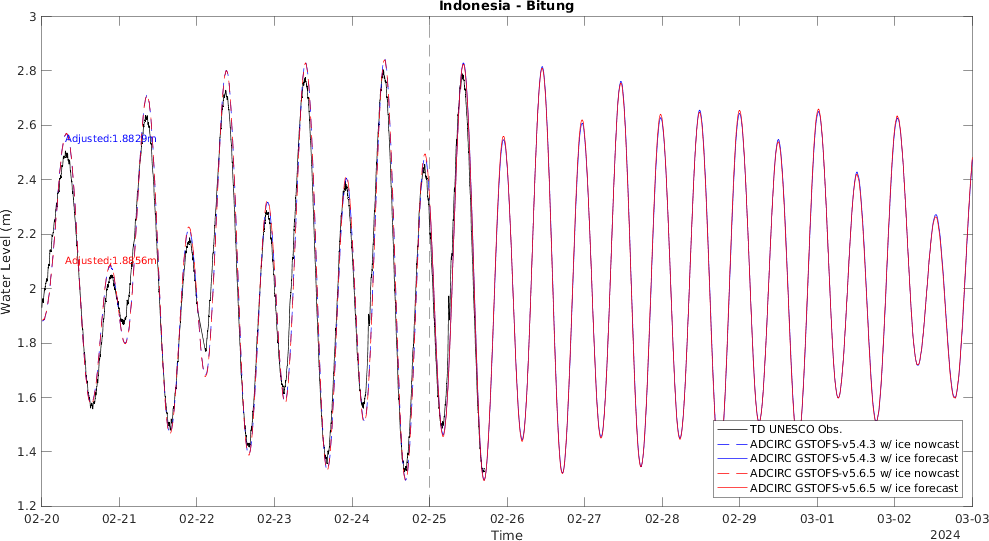 Indonesia - Bitung
Water Level (m)
3
2.8
2.6
2.4
2.2
2
1.8
1.6
1.4
1.2
Adjusted:1.8829m
Adjusted:1.8856m
TD UNESCO Obs.
ADCIRC GSTOFS-v5.4.3 w/ ice nowcast
ADCIRC GSTOFS-v5.4.3 w/ ice forecast
ADCIRC GSTOFS-v5.6.5 w/ ice nowcast
ADCIRC GSTOFS-v5.6.5 w/ ice forecast
02-20 02-21 02-22 02-23 02-24 02-25 02-26 02-27 02-28 02-29 03-01 03-02 03-03
Time
2024